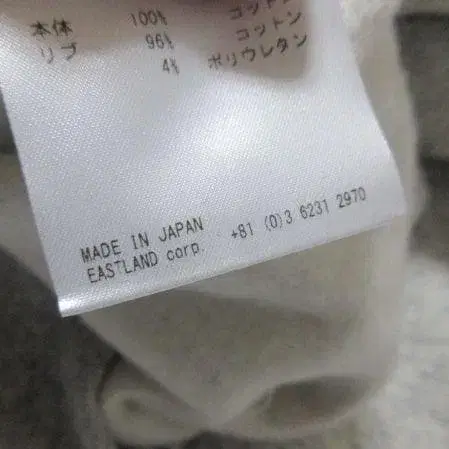 本体 100% コットン
リブ 96% コットン
4% ポリウレタン
MADE IN JAPAN
EASTLAND corp. +81 (0)3 6231 2970